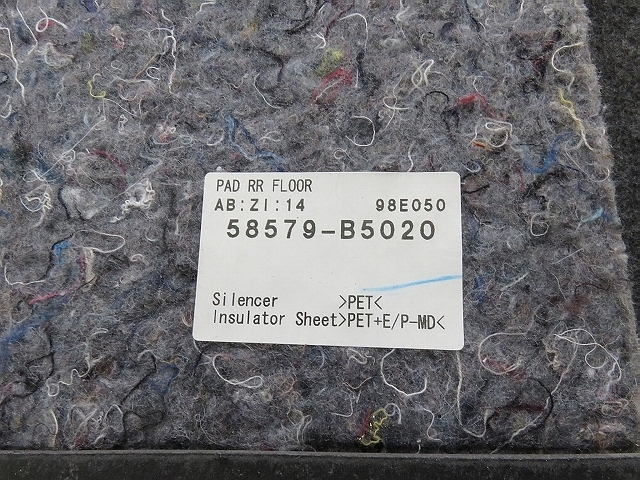 PAD RR FLOOR
AB:ZI:14 98E050
58579-B5020
Silencer >PET<
Insulator Sheet>PET+E/P-MD<